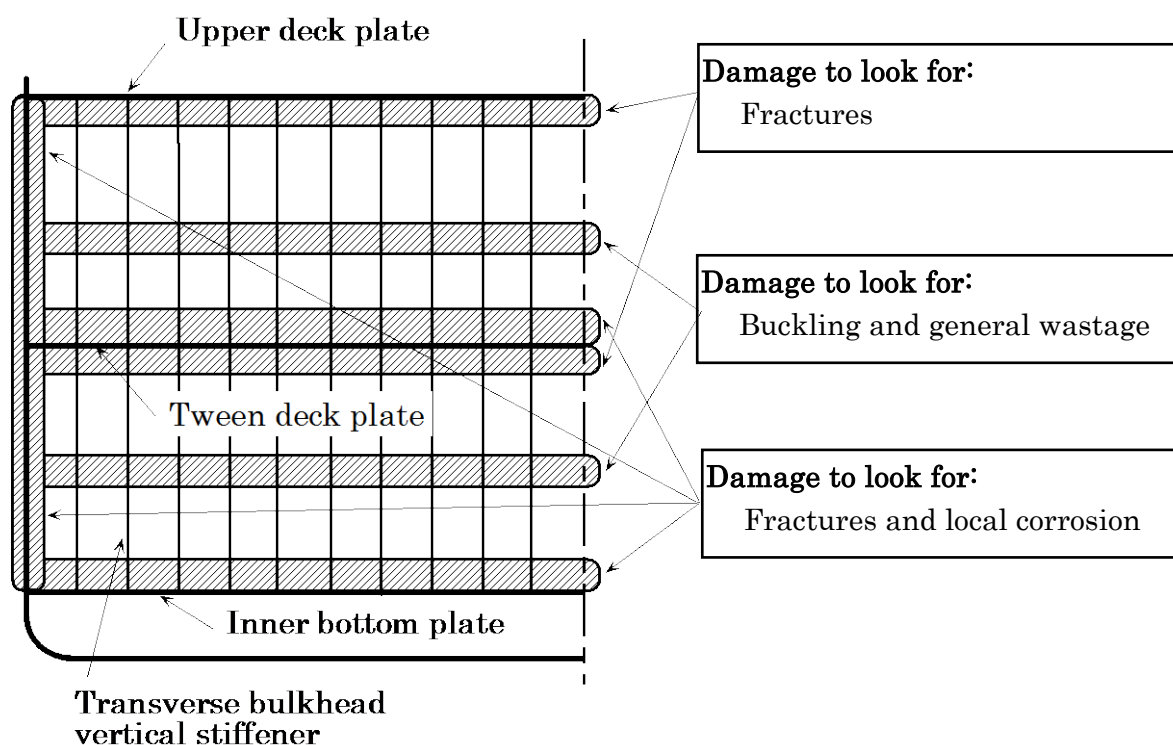 Upper deck plate
Damage to look for:
Fractures
Damage to look for:
Buckling and general wastage
Tween deck plate
Damage to look for:
Fractures and local corrosion
Inner bottom plate
Transverse bulkhead
vertical stiffener